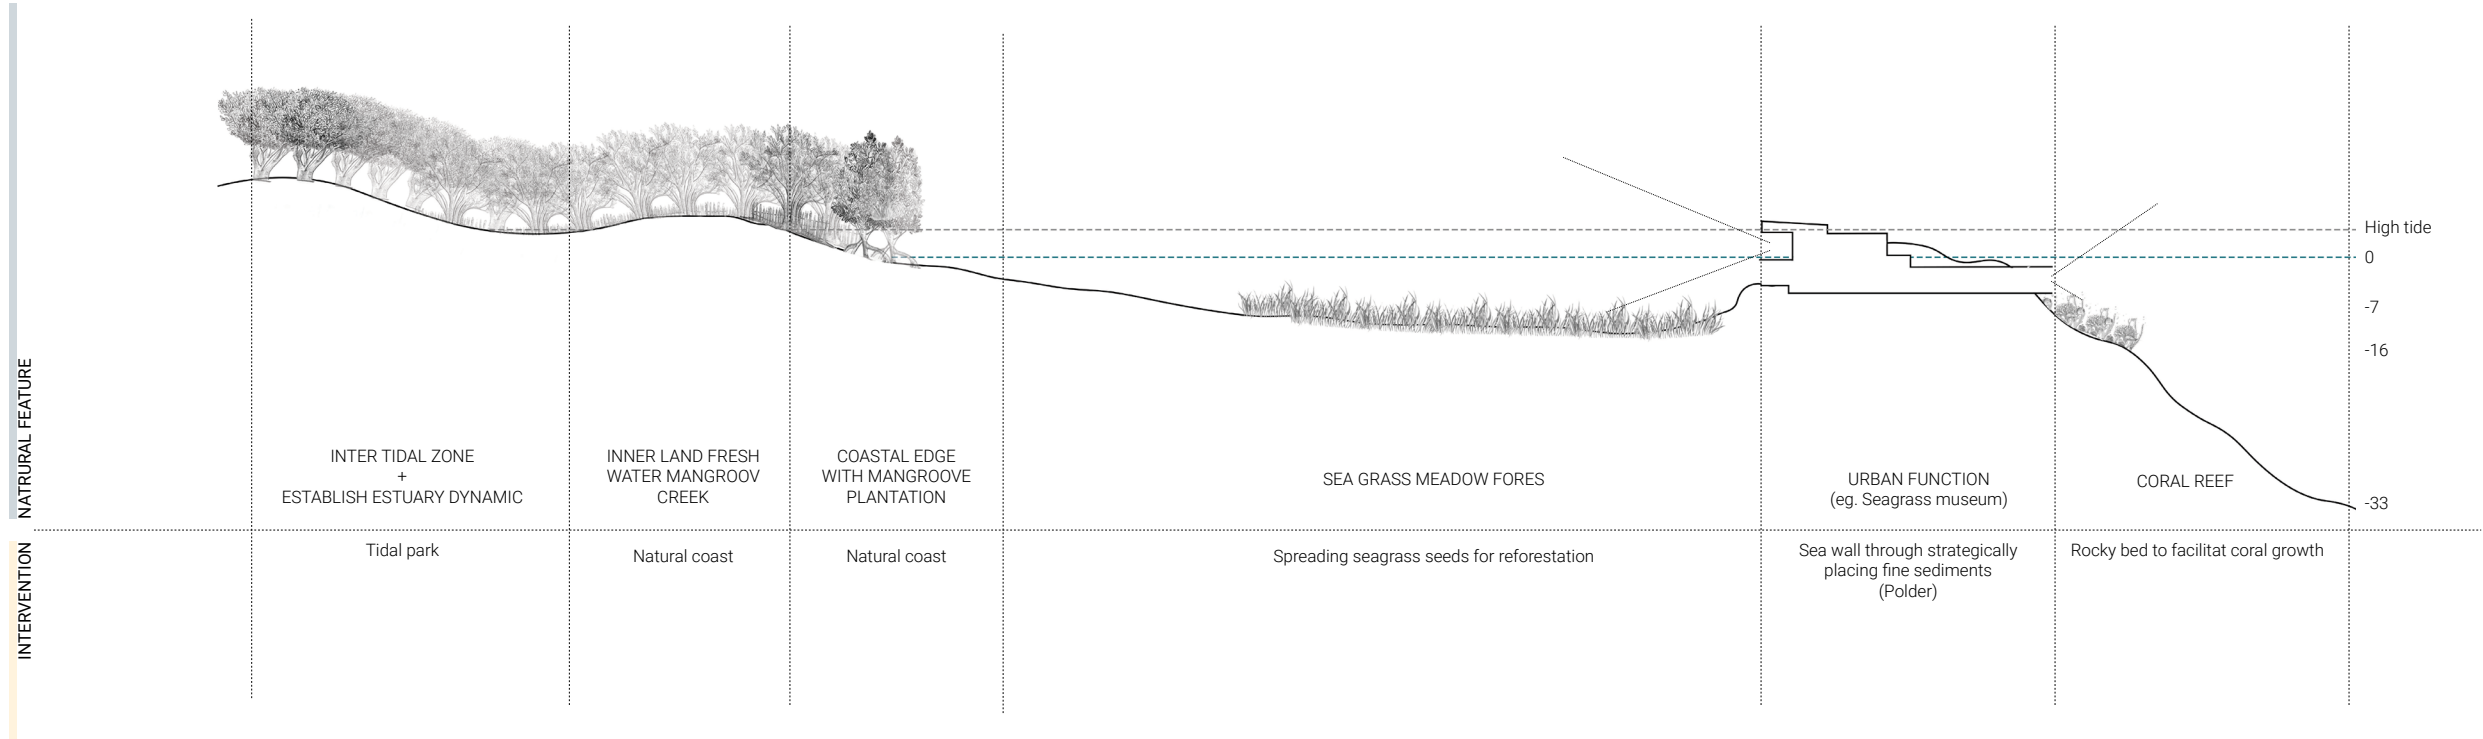 High tide
0
-7
-16
-33
NATRURAL FEATURE
INTER TIDAL ZONE
+
ESTABLISH ESTUARY DYNAMIC
INNER LAND FRESH
WATER MANGROOV
CREEK
COASTAL EDGE
WITH MANGROOVE
PLANTATION
SEA GRASS MEADOW FORES
URBAN FUNCTION
(eg. Seagrass museum)
CORAL REEF
INTERVENTION
Tidal park
Natural coast
Natural coast
Spreading seagrass seeds for reforestation
Sea wall through strategically
placing fine sediments
(Polder)
Rocky bed to facilitat coral growth